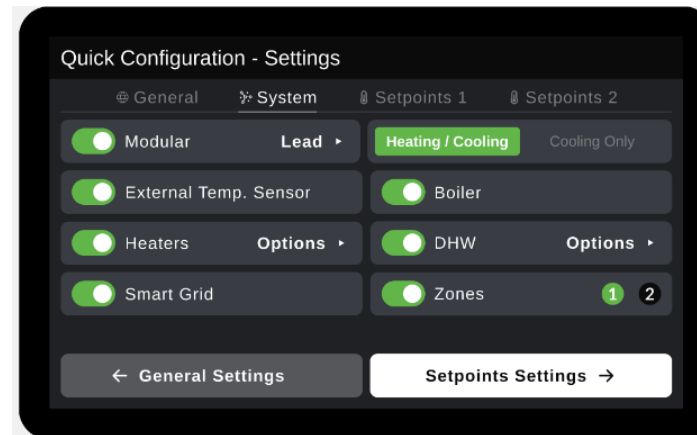 Quick Configuration - Settings
General System Setpoints 1 Setpoints 2
Modular Lead Heating / Cooling Cooling Only
External Temp. Sensor Boiler
Heaters Options DHW Options
Smart Grid Zones 1 2
← General Settings Setpoints Settings →